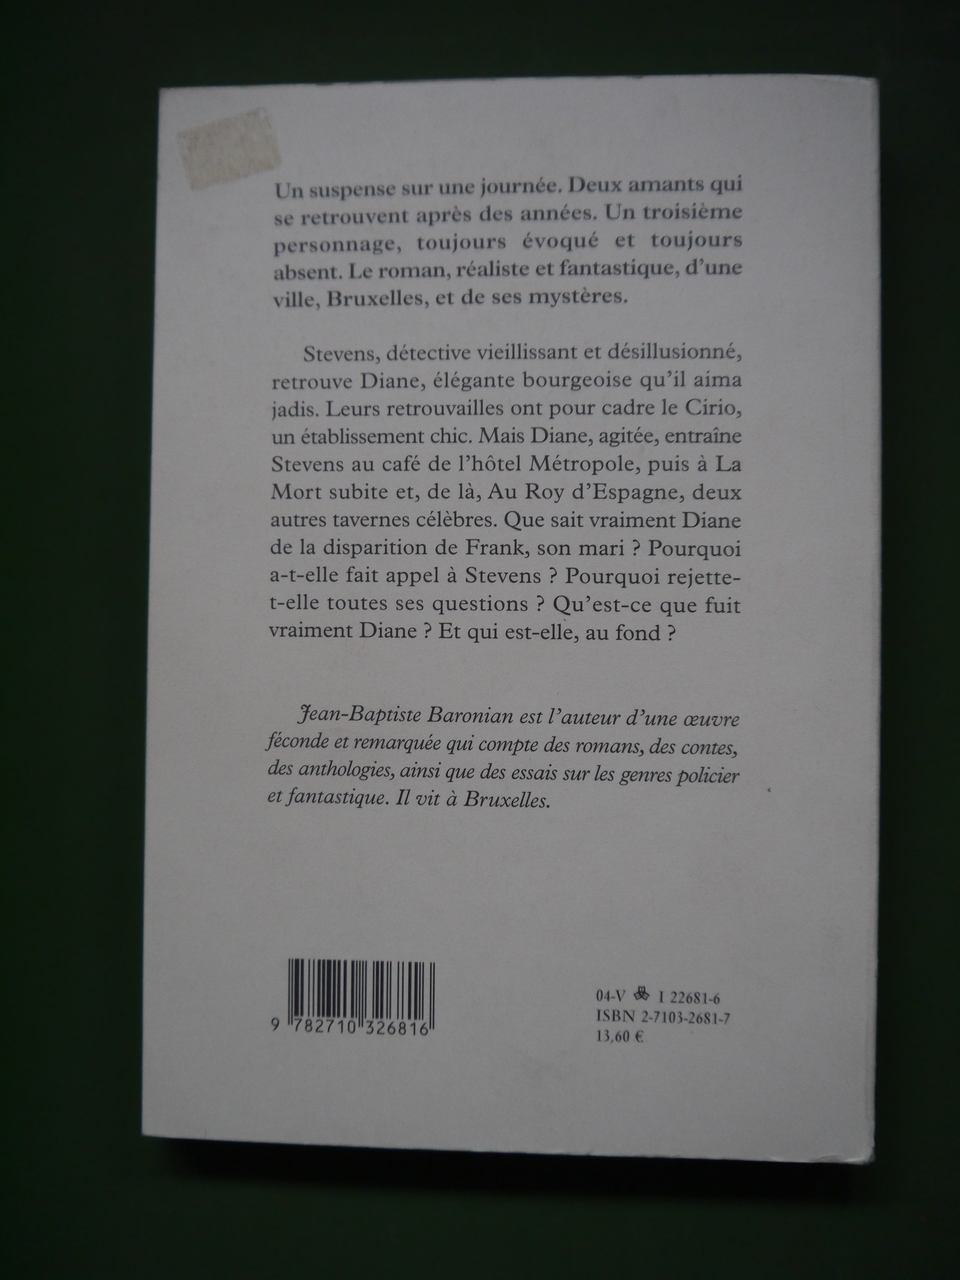 Un suspense sur une journée. Deux amants qui
se retrouvent après des années. Un troisième
personnage, toujours évoqué et toujours
absent. Le roman, réaliste et fantastique, d'une
ville, Bruxelles, et de ses mystères.
Stevens, détective vieillissant et désillusionné,
retrouve Diane, élégante bourgeoise qu'il aima
jadis. Leurs retrouvailles ont pour cadre le Cirio,
un établissement chic. Mais Diane, agitée, entraîne
Stevens au café de l'hôtel Métropole, puis à La
Mort subite et, de là, Au Roy d'Espagne, deux
autres tavernes célèbres. Que sait vraiment Diane
de la disparition de Frank, son mari ? Pourquoi
a-t-elle fait appel à Stevens ? Pourquoi rejette-
t-elle toutes ses questions ? Qu'est-ce que fuit
vraiment Diane ? Et qui est-elle, au fond ?
Jean-Baptiste Baronian est l'auteur d'une œuvre
féconde et remarquée qui compte des romans, des contes,
des anthologies, ainsi que des essais sur les genres policier
et fantastique. Il vit à Bruxelles.
9 782710 326816
04-V I 22681-6
ISBN 2-7103-2681-7
13,60 €